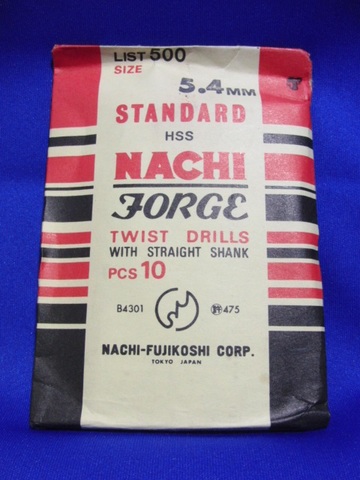 LIST 500
SIZE
5.4MM
STANDARD
HSS
NACHI
FORGE
TWIST DRILLS
WITH STRAIGHT SHANK
PCS 10
B4301
475
NACHI-FUJIKOSHI CORP.
TOKYO JAPAN